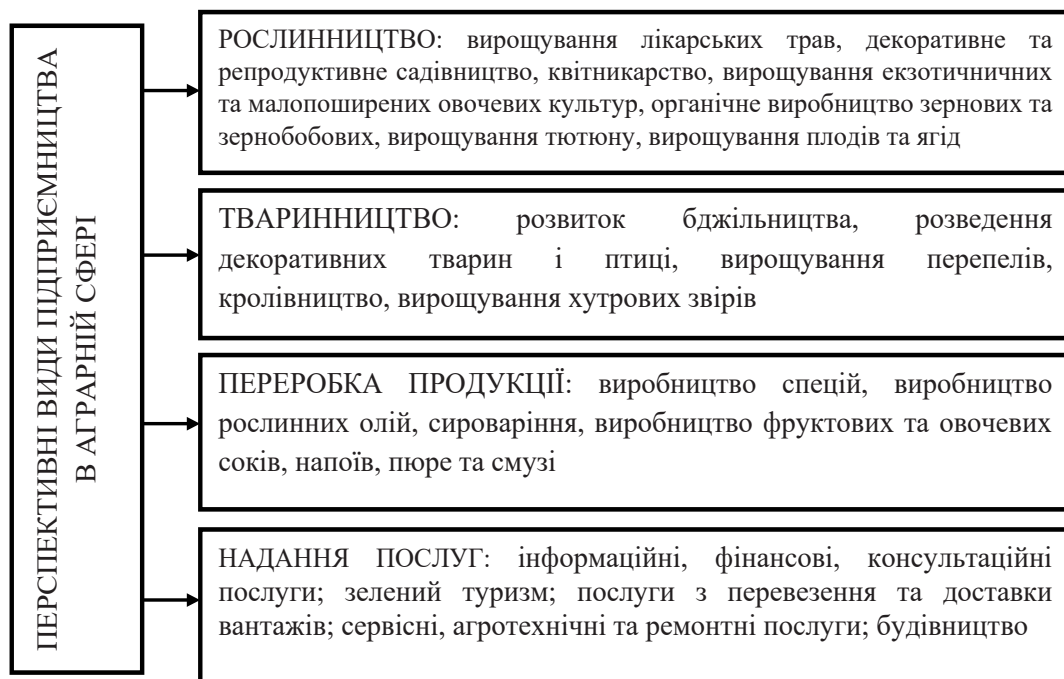 ПЕРСПЕКТИВНІ ВИДИ ПІДПРИЄМНИЦТВА
В АГРАРНІЙ СФЕРІ
РОСЛИННИЦТВО: вирощування лікарських трав, декоративне та
репродуктивне садівництво, квітникарство, вирощування екзотичничних
та малопоширених овочевих культур, органічне виробництво зернових та
зернобобових, вирощування тютюну, вирощування плодів та ягід
ТВАРИННИЦТВО: розвиток бджільництва, розведення
декоративних тварин і птиці, вирощування перепелів,
кролівництво, вирощування хутрових звірів
ПЕРЕРОБКА ПРОДУКЦІЇ: виробництво спецій, виробництво
рослинних олій, сироваріння, виробництво фруктових та овочевих
соків, напоїв, пюре та смузі
НАДАННЯ ПОСЛУГ: інформаційні, фінансові, консультаційні
послуги; зелений туризм; послуги з перевезення та доставки
вантажів; сервісні, агротехнічні та ремонтні послуги; будівництво